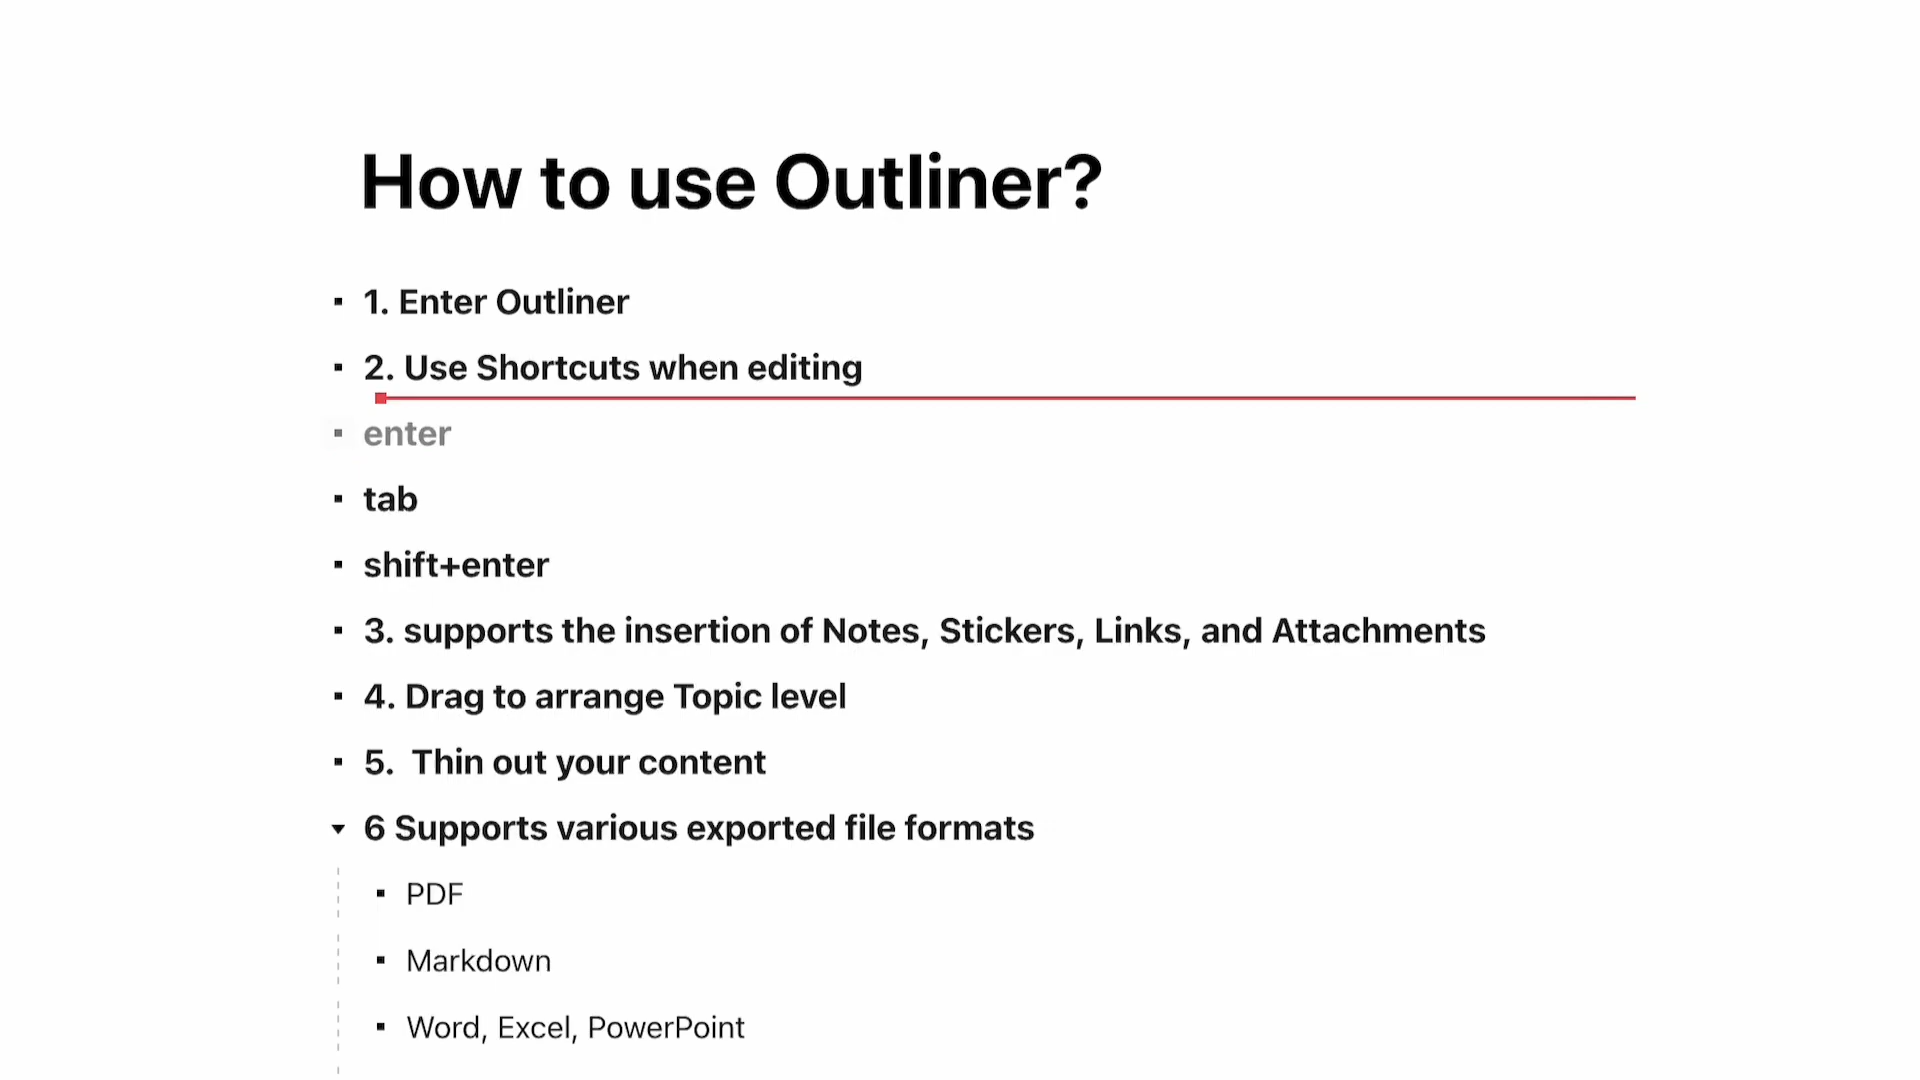 How to use Outliner?
1. Enter Outliner
2. Use Shortcuts when editing
enter
tab
shift+enter
3. supports the insertion of Notes, Stickers, Links, and Attachments
4. Drag to arrange Topic level
5.  Thin out your content
6 Supports various exported file formats
PDF
Markdown
Word, Excel, PowerPoint